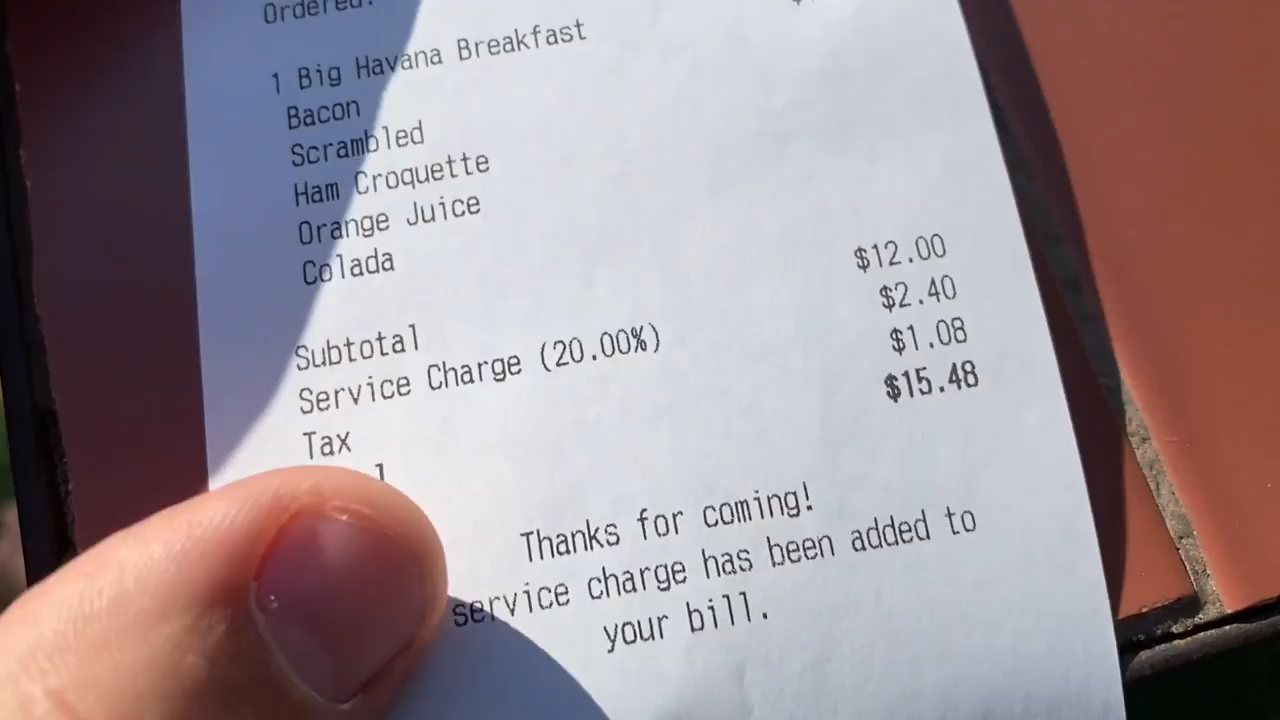 Ordered:
1 Big Havana Breakfast
Bacon
Scrambled
Ham Croquette
Orange Juice
Colada
Subtotal $12.00
Service Charge (20.00%) $2.40
Tax $1.08
$15.48
Thanks for coming!
service charge has been added to
your bill.